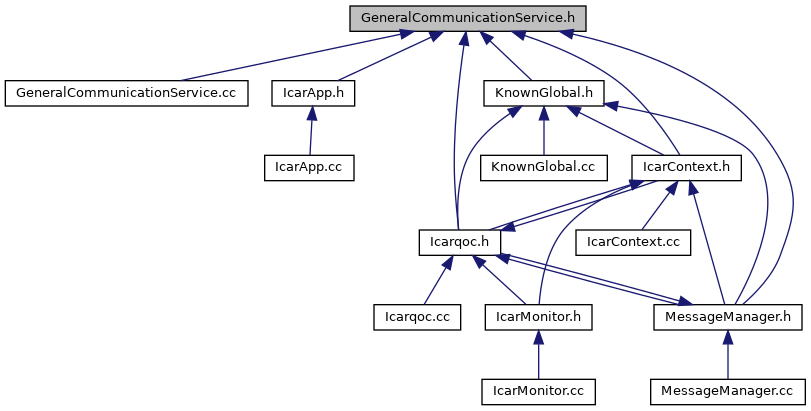 GeneralCommunicationService.h
GeneralCommunicationService.cc
IcarApp.h
KnownGlobal.h
IcarApp.cc
KnownGlobal.cc
IcarContext.h
Icarqoc.h
IcarContext.cc
Icarqoc.cc
IcarMonitor.h
MessageManager.h
IcarMonitor.cc
MessageManager.cc